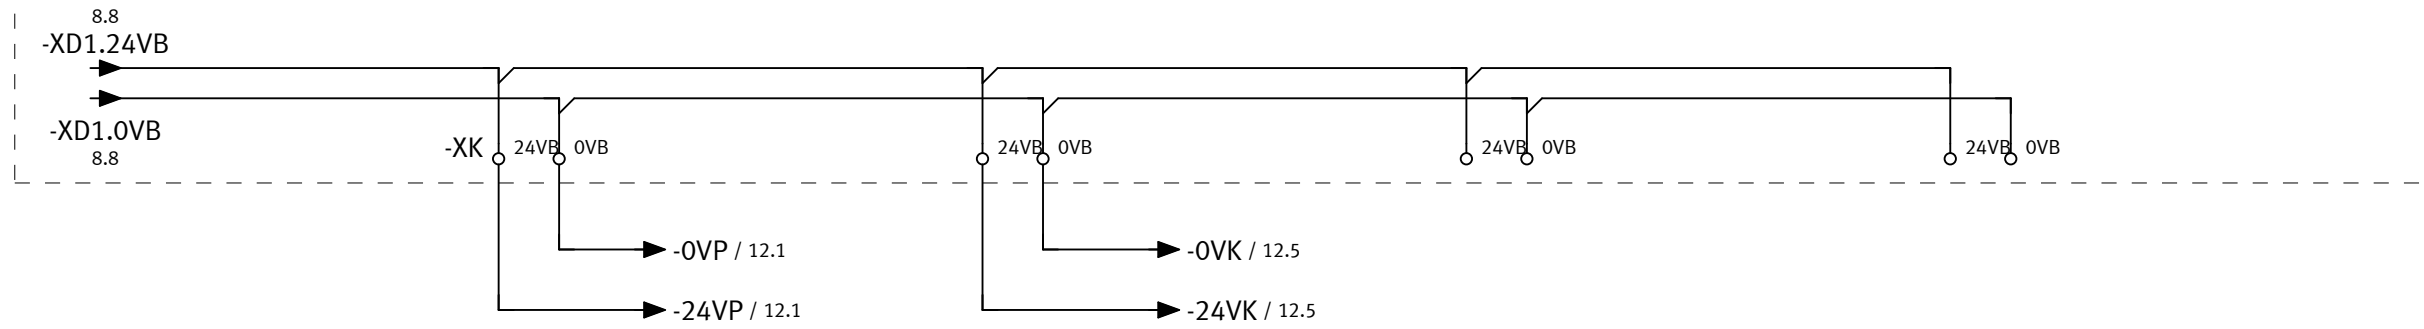 8.8
-XD1.24VB
-XD1.0VB
8.8
-XK 24VB 0VB 24VB 0VB 24VB 0VB 24VB 0VB
-0VP / 12.1 -0VK / 12.5
-24VP / 12.1 -24VK / 12.5